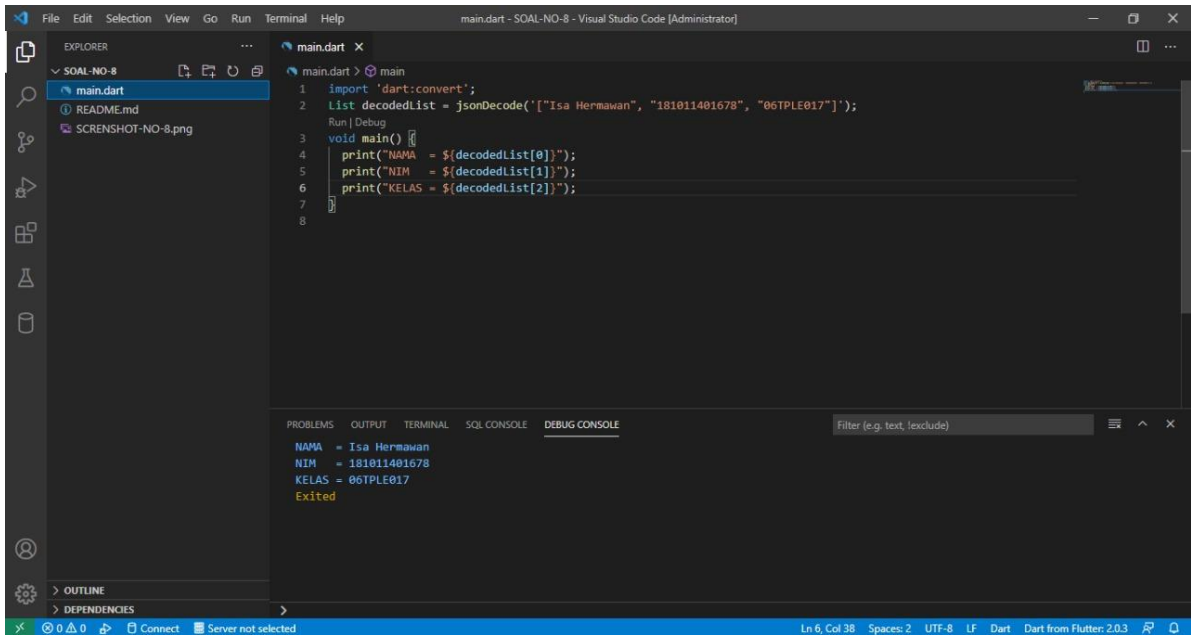 File Edit Selection View Go Run Terminal Help main.dart - SOAL-NO-8 - Visual Studio Code [Administrator]
EXPLORER
SOAL-NO-8
main.dart
README.md
SCRENSHOT-NO-8.png
OUTLINE
DEPENDENCIES
main.dart
main.dart > main
1 import 'dart:convert';
2 List decodedList = jsonDecode('["Isa Hermawan", "181011401678", "06TPLE017"]');
Run | Debug
3 void main() {
4 print("NAMA  = ${decodedList[0]}");
5 print("NIM   = ${decodedList[1]}");
6 print("KELAS = ${decodedList[2]}");
7 }
8
PROBLEMS OUTPUT TERMINAL SQL CONSOLE DEBUG CONSOLE Filter (e.g. text, !exclude)
NAMA  = Isa Hermawan
NIM   = 181011401678
KELAS = 06TPLE017
Exited
0 0 Connect Server not selected Ln 6, Col 38 Spaces: 2 UTF-8 LF Dart Dart from Flutter: 2.0.3